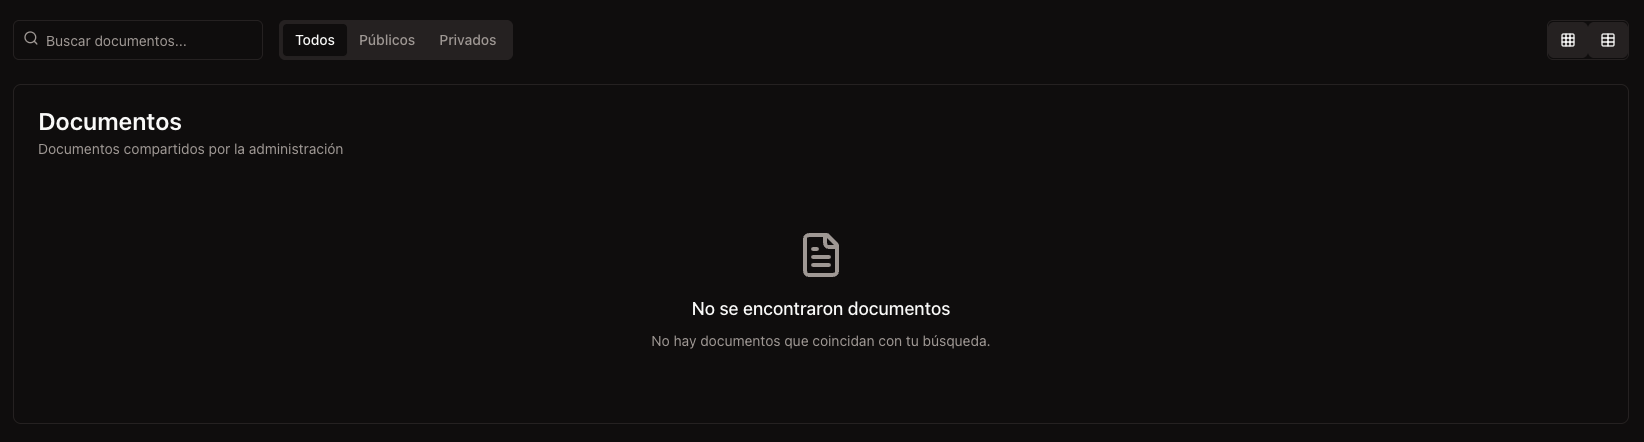 Buscar documentos...
Todos
Públicos
Privados
Documentos
Documentos compartidos por la administración
No se encontraron documentos
No hay documentos que coincidan con tu búsqueda.